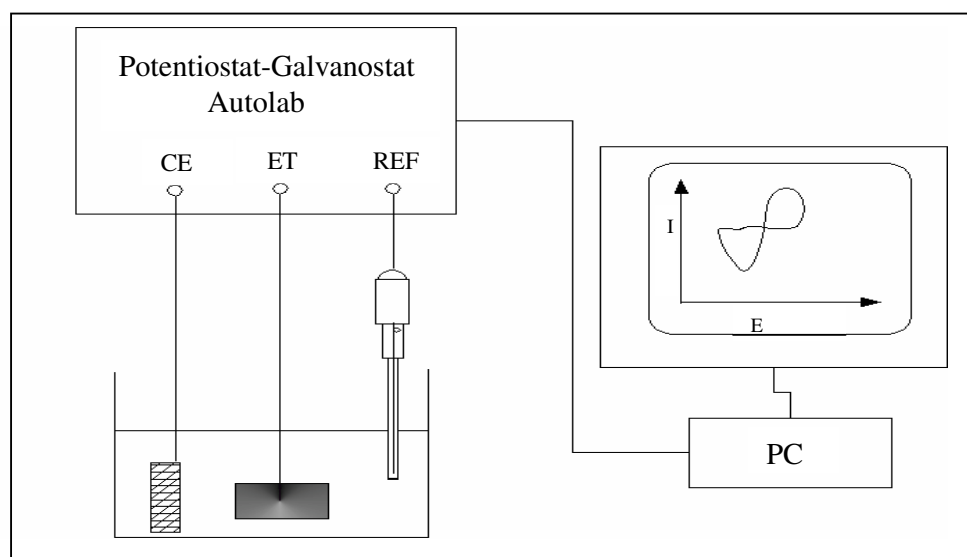 Potentiostat-Galvanostat
Autolab
CE ET REF
I
E
PC